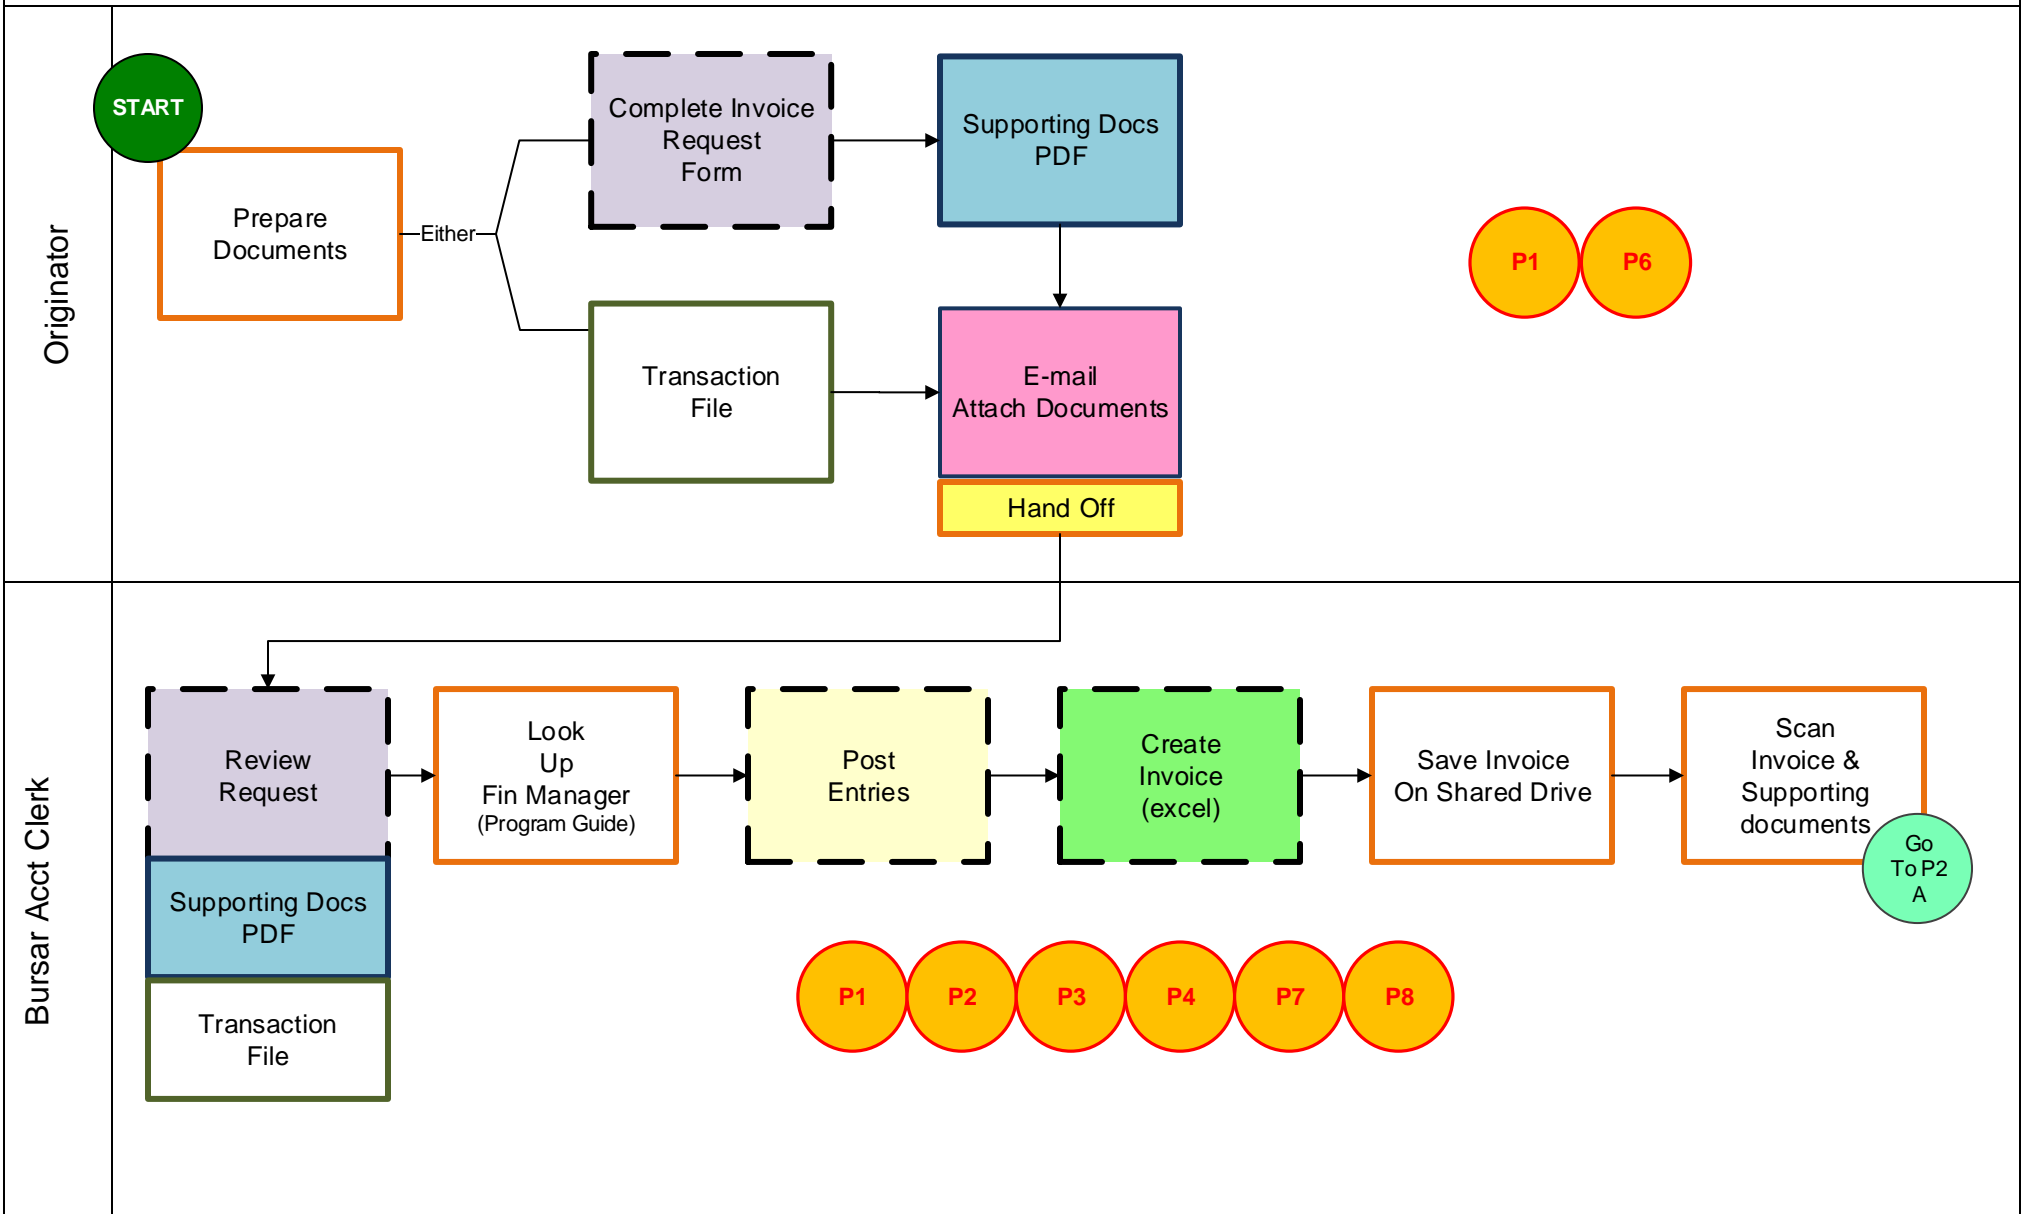 Originator
START
Prepare
Documents
Either
Complete Invoice
Request
Form
Supporting Docs
PDF
Transaction
File
E-mail
Attach Documents
Hand Off
P1
P6
Bursar Acct Clerk
Review
Request
Supporting Docs
PDF
Transaction
File
Look
Up
Fin Manager
(Program Guide)
Post
Entries
Create
Invoice
(excel)
Save Invoice
On Shared Drive
Scan
Invoice &
Supporting
documents
Go
To P2
A
P1
P2
P3
P4
P7
P8